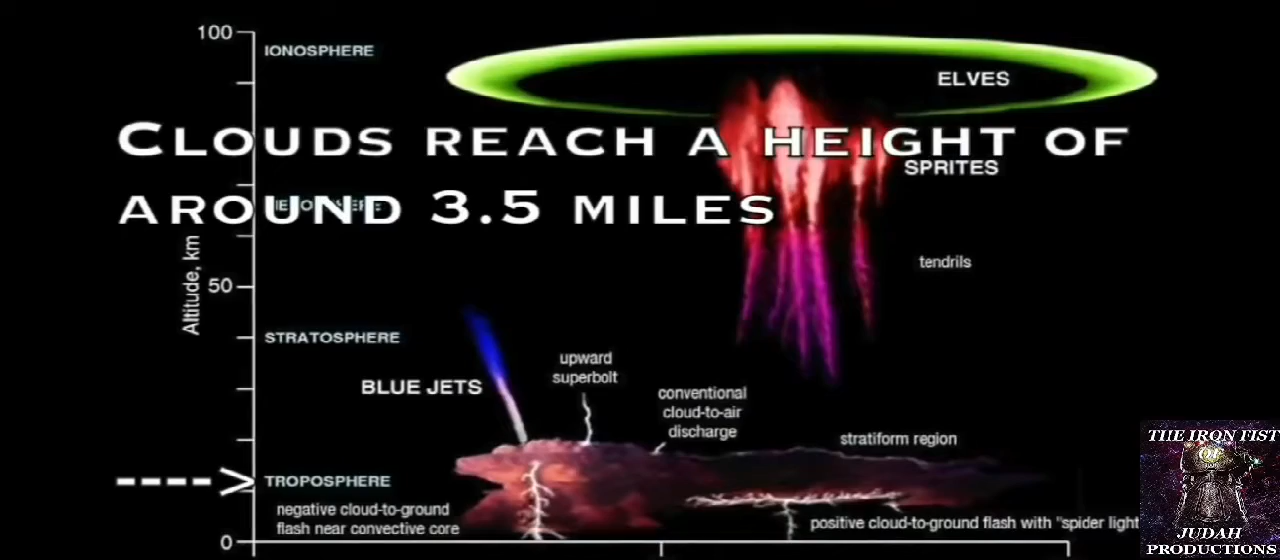 100
IONOSPHERE
ELVES
CLOUDS REACH A HEIGHT OF
SPRITES
AROUND 3.5 MILES
tendrils
Altitude, km
50
STRATOSPHERE
upward
superbolt
BLUE JETS
conventional
cloud-to-air
discharge
stratiform region
TROPOSPHERE
negative cloud-to-ground
flash near convective core
positive cloud-to-ground flash with "spider light
0
THE IRON FIST
OF
JUDAH
PRODUCTIONS